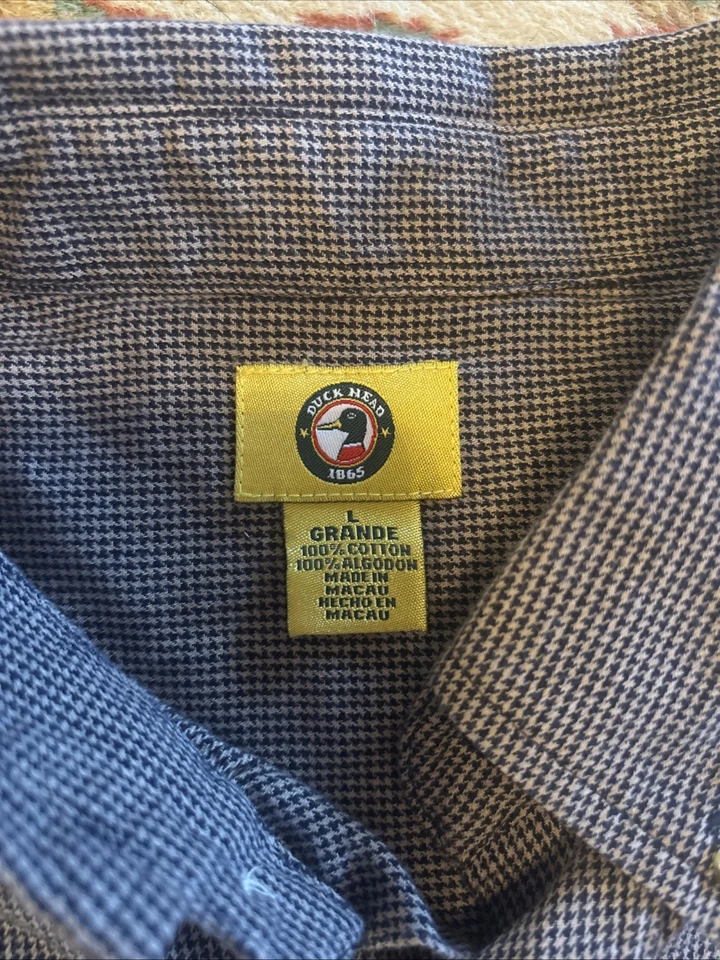 DUCK HEAD
1865
L
GRANDE
100% COTTON
100% ALGODON
MADE IN
MACAU
HECHO EN
MACAU